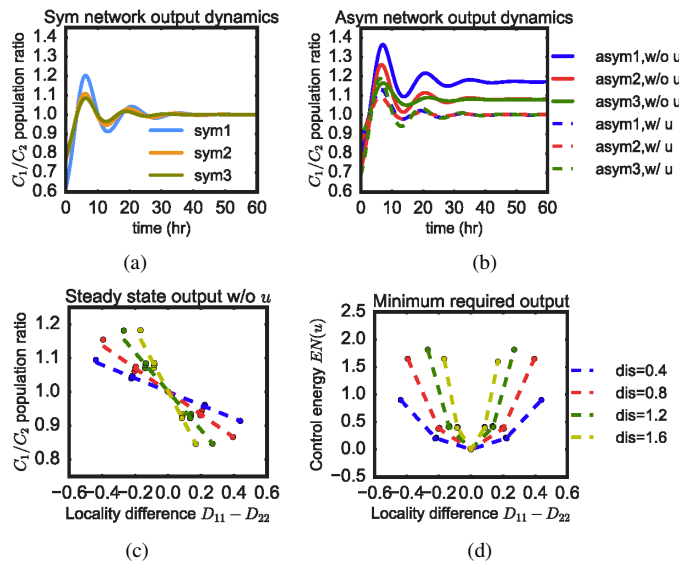 Sym network output dynamics
C₁/C₂ population ratio
1.4
1.3
1.2
1.1
1.0
0.9
0.8
0.7
0.6
sym1
sym2
sym3
0 10 20 30 40 50 60
time (hr)
(a)
Asym network output dynamics
C₁/C₂ population ratio
1.4
1.3
1.2
1.1
1.0
0.9
0.8
0.7
0.6
0 10 20 30 40 50 60
time (hr)
asym1,w/o u
asym2,w/o u
asym3,w/o u
asym1,w/ u
asym2,w/ u
asym3,w/ u
(b)
Steady state output w/o u
C₁/C₂ population ratio
1.2
1.1
1.0
0.9
0.8
−0.6−0.4−0.2 0.0 0.2 0.4 0.6
Locality difference D₁₁ − D₂₂
(c)
Minimum required output
Control energy EN(u)
2.5
2.0
1.5
1.0
0.5
0.0
−0.5
−0.6−0.4−0.2 0.0 0.2 0.4 0.6
Locality difference D₁₁ − D₂₂
dis=0.4
dis=0.8
dis=1.2
dis=1.6
(d)